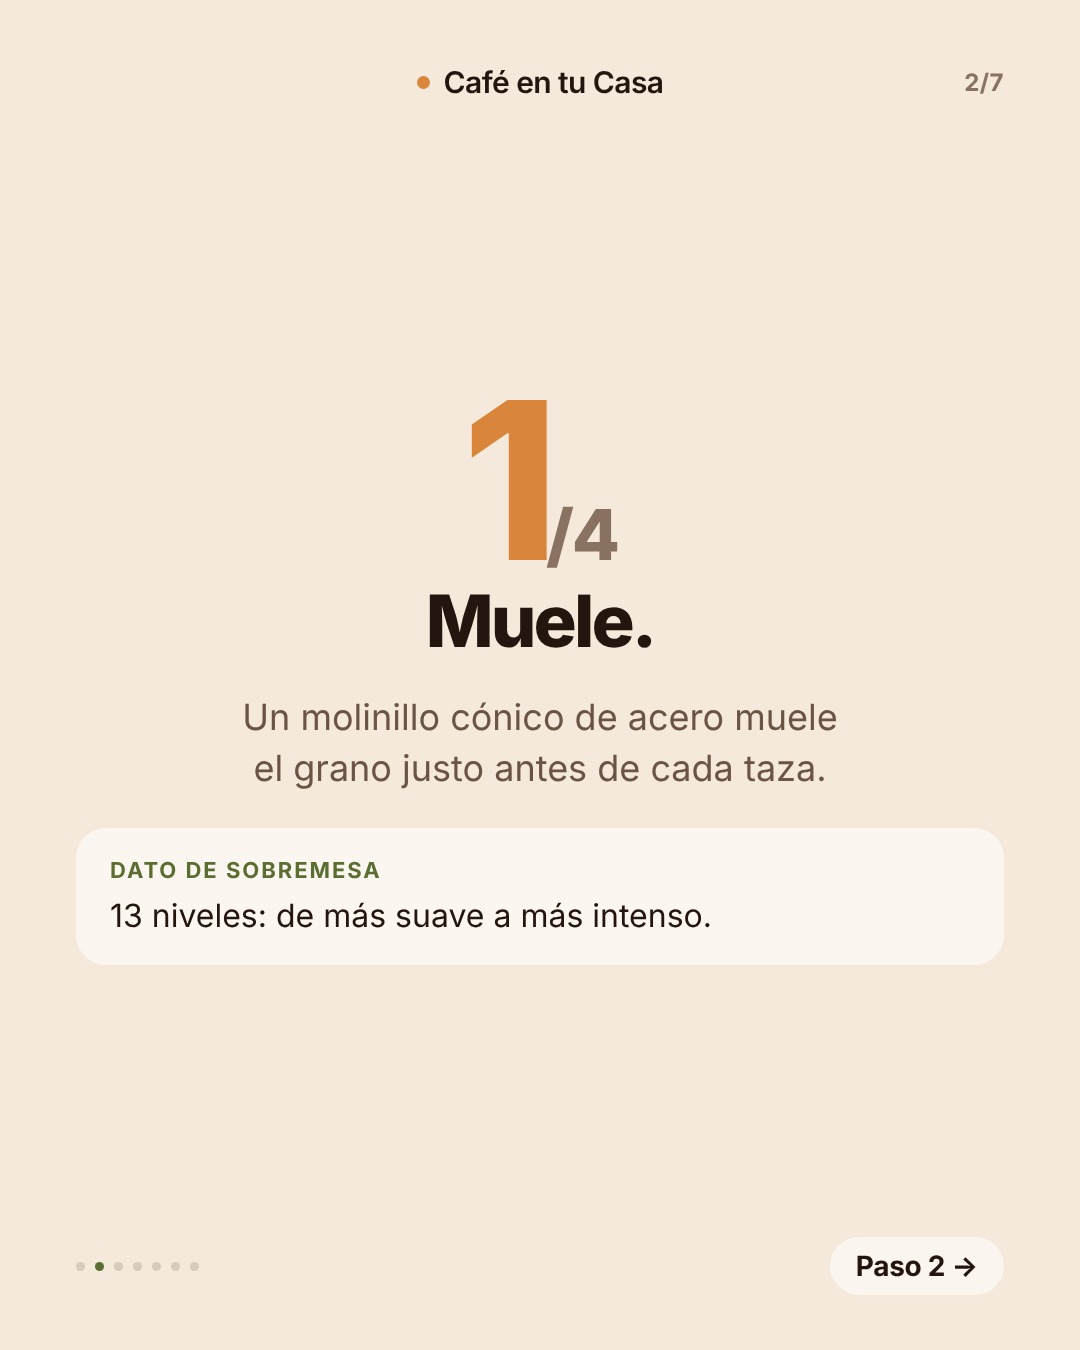 Café en tu Casa
2/7
1/4
Muele.
Un molinillo cónico de acero muele
el grano justo antes de cada taza.
DATO DE SOBREMESA
13 niveles: de más suave a más intenso.
Paso 2 →